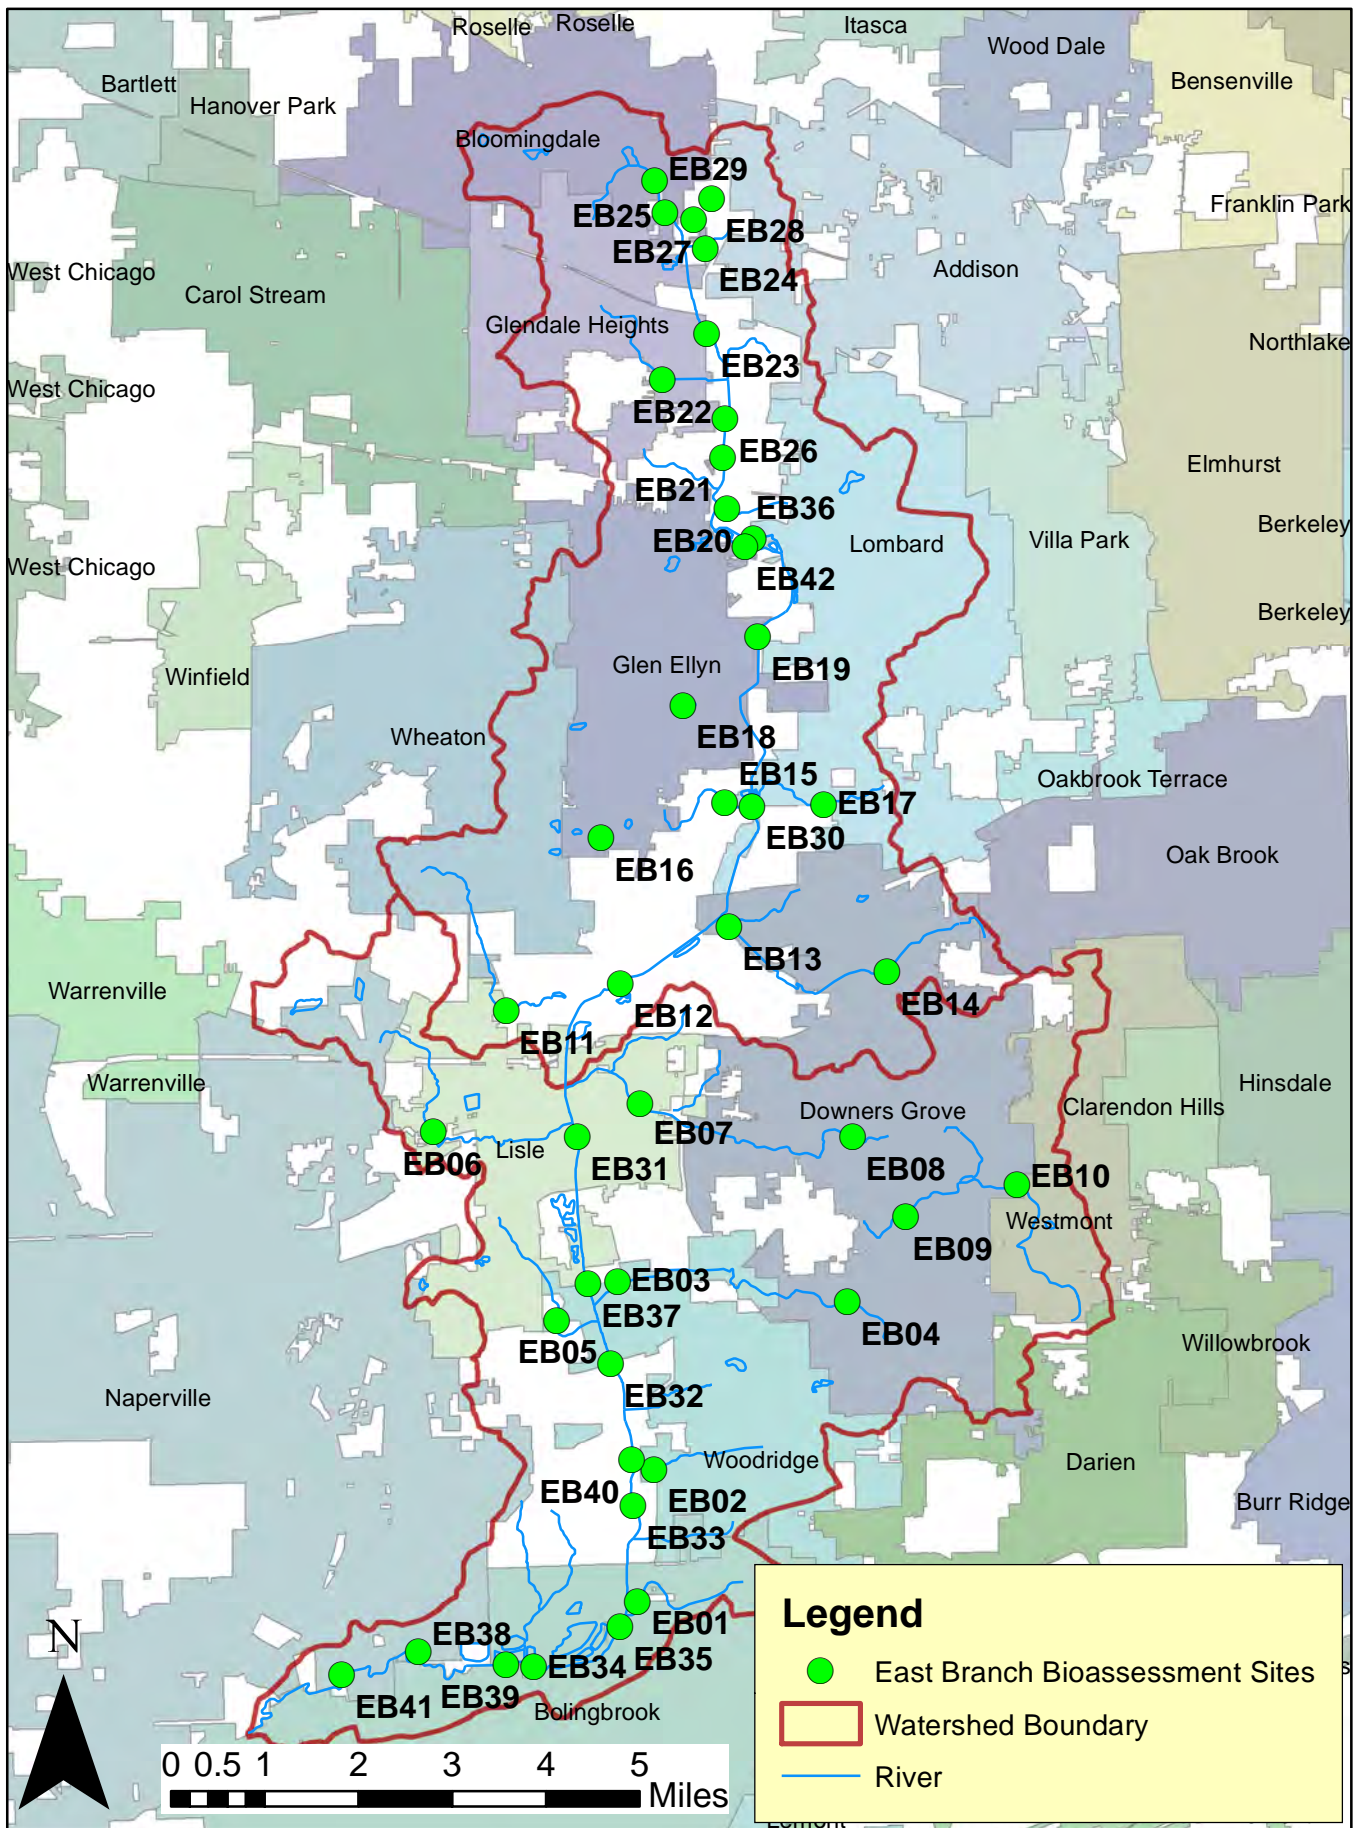 Roselle
Roselle
Itasca
Wood Dale
Bartlett
Bensenville
Hanover Park
Bloomingdale
EB29
Franklin Park
EB25
EB28
EB27
West Chicago
Addison
EB24
Carol Stream
Glendale Heights
Northlake
EB23
West Chicago
EB22
EB26
Elmhurst
EB21
EB36
Berkeley
EB20
Lombard
Villa Park
West Chicago
EB42
Berkeley
Glen Ellyn
EB19
Winfield
Wheaton
EB18
EB15
Oakbrook Terrace
EB17
EB30
Oak Brook
EB16
EB13
Warrenville
EB14
EB12
EB11
Warrenville
Hinsdale
Downers Grove
Clarendon Hills
EB07
Lisle
EB06
EB31
EB08
EB10
Westmont
EB09
EB03
EB37
EB04
EB05
Willowbrook
EB32
Naperville
Woodridge
Darien
EB40
EB02
Burr Ridge
EB33
EB01
EB38
EB34
EB35
EB41
EB39
Bolingbrook
N
Legend
East Branch Bioassessment Sites
Watershed Boundary
River
0 0.5 1 2 3 4 5
Miles